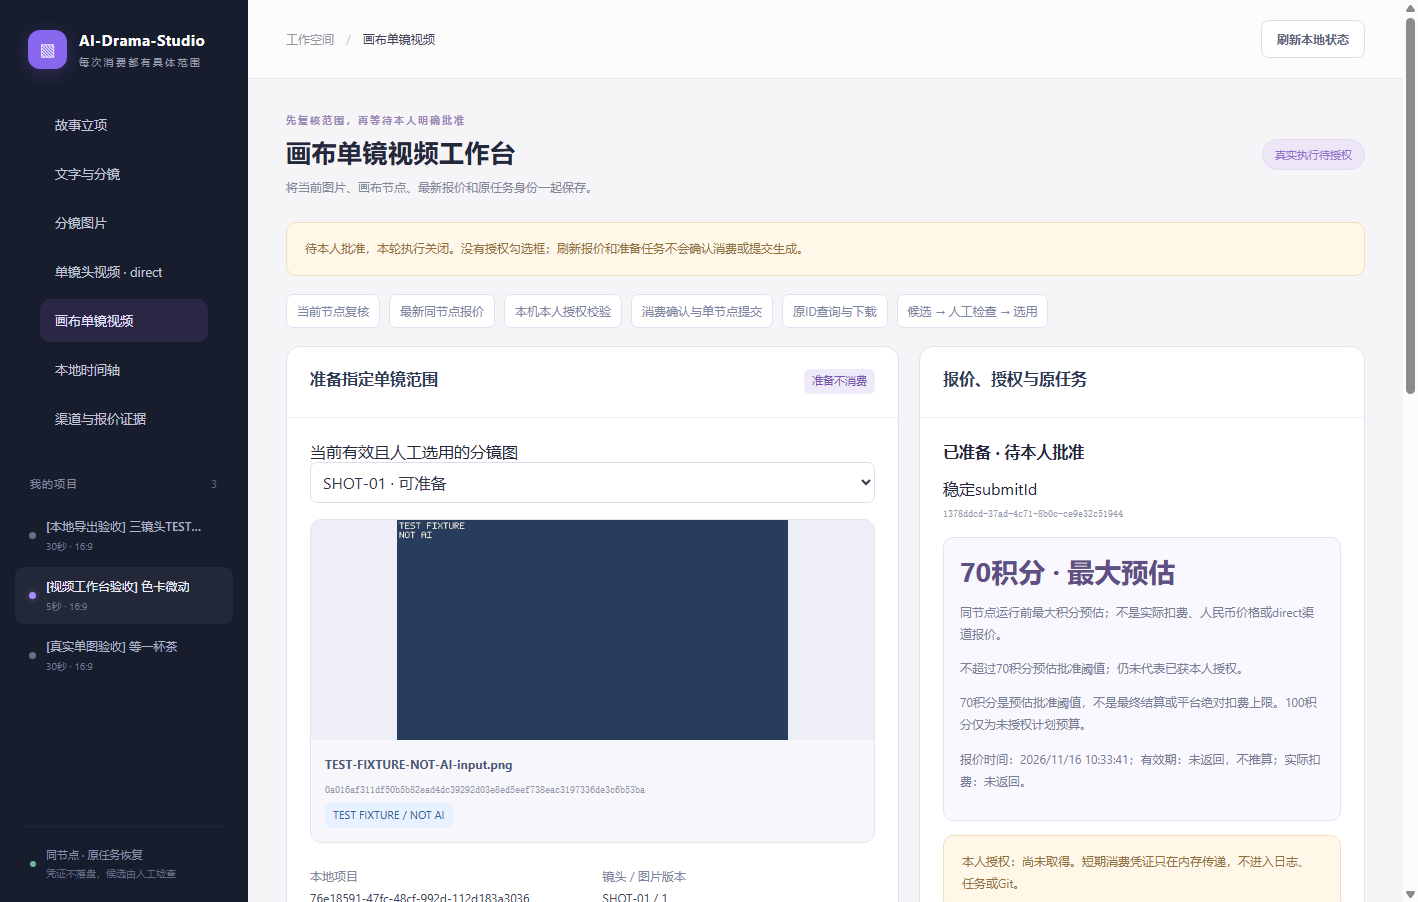 AI-Drama-Studio
每次消费都有具体范围
故事立项
文字与分镜
分镜图片
单镜头视频 · direct
画布单镜视频
本地时间轴
渠道与报价证据
我的项目 3
[本地导出验收] 三镜头TEST...
30秒 · 16:9
[视频工作台验收] 色卡微动
5秒 · 16:9
[真实单图验收] 等一杯茶
30秒 · 16:9
同节点 · 原任务恢复
凭证不落盘，候选由人工检查
工作空间 / 画布单镜视频
刷新本地状态
先复核范围，再等待本人明确批准
画布单镜视频工作台
将当前图片、画布节点、最新报价和原任务身份一起保存。
真实执行待授权
待本人批准，本轮执行关闭。没有授权勾选框；刷新报价和准备任务不会确认消费或提交生成。
当前节点复核
最新同节点报价
本机本人授权校验
消费确认与单节点提交
原ID查询与下载
候选 → 人工检查 → 选用
准备指定单镜范围
准备不消费
当前有效且人工选用的分镜图
SHOT-01 · 可准备
TEST FIXTURE
NOT AI
TEST-FIXTURE-NOT-AI-input.png
0a016af311df50b5b82ead4dc39292d03e8ed5eef738eac3197336de3c6b53ba
TEST FIXTURE / NOT AI
本地项目
76e18591-47fc-48cf-992d-112d183a3036
镜头 / 图片版本
SHOT-01 / 1
报价、授权与原任务
已准备 · 待本人批准
稳定submitId
1378ddcd-37ad-4c71-8b0c-ce9e32c51944
70积分 · 最大预估
同节点运行前最大积分预估；不是实际扣费、人民币价格或direct渠
道报价。
不超过70积分预估批准阈值；仍未代表已获本人授权。
70积分是预估批准阈值，不是最终结算或平台绝对扣费上限。100积
分仅为未授权计划预算。
报价时间：2026/11/16 10:33:41；有效期：未返回，不推算；实际扣
费：未返回。
本人授权：尚未取得。短期消费凭证只在内存传递，不进入日志、
任务或Git。